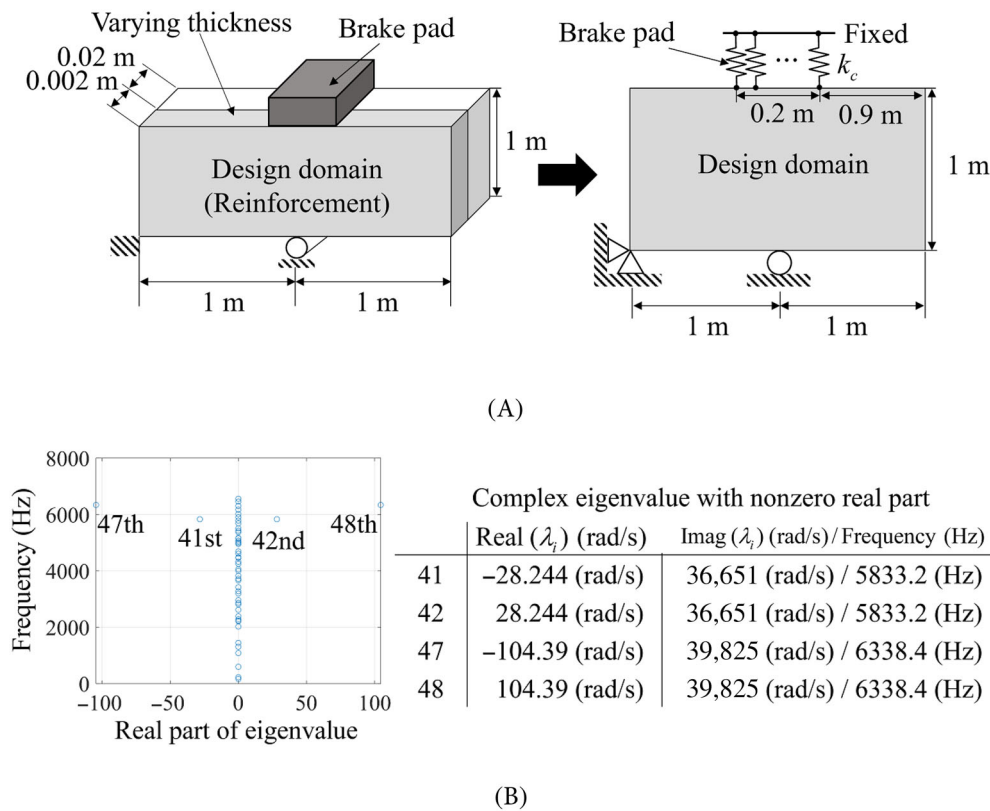 Varying thickness
Brake pad
0.02 m
0.002 m
Design domain
(Reinforcement)
1 m
1 m
1 m
Brake pad
Fixed
k_c
0.2 m
0.9 m
Design domain
1 m
1 m
1 m
(A)
8000
6000
4000
2000
0
Frequency (Hz)
47th
41st
42nd
48th
−100
−50
0
50
100
Real part of eigenvalue
Complex eigenvalue with nonzero real part
Real (λ_i) (rad/s) Imag (λ_i) (rad/s) / Frequency (Hz)
41 −28.244 (rad/s) 36,651 (rad/s) / 5833.2 (Hz)
42 28.244 (rad/s) 36,651 (rad/s) / 5833.2 (Hz)
47 −104.39 (rad/s) 39,825 (rad/s) / 6338.4 (Hz)
48 104.39 (rad/s) 39,825 (rad/s) / 6338.4 (Hz)
(B)